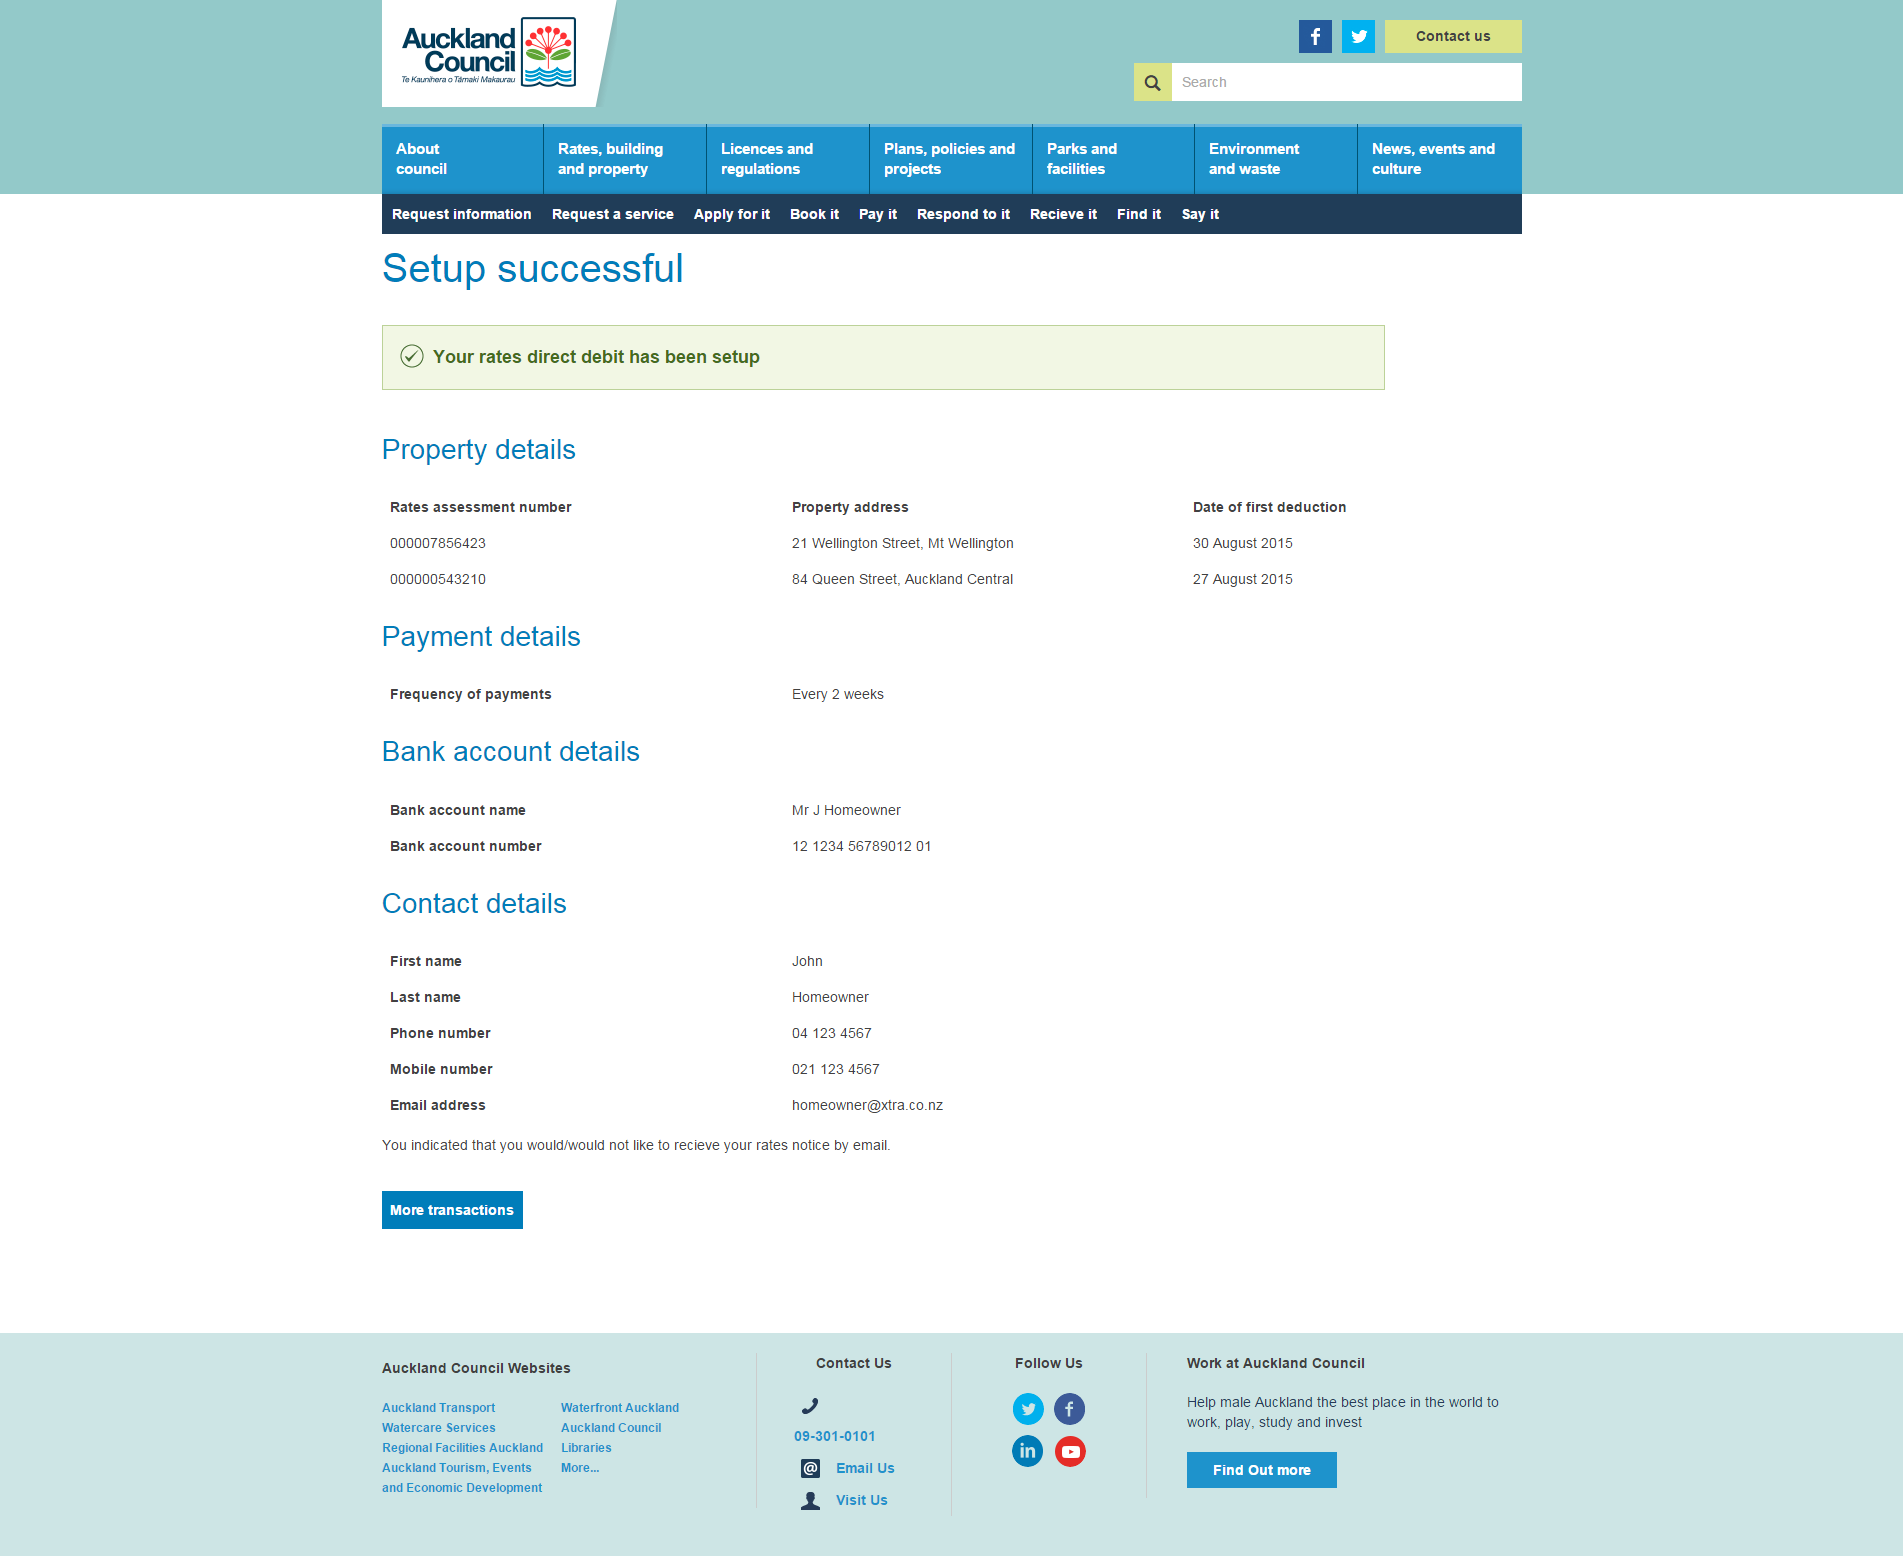 Auckland
Council
Te Kaunihera o Tāmaki Makaurau
Contact us
Search
About
council
Rates, building
and property
Licences and
regulations
Plans, policies and
projects
Parks and
facilities
Environment
and waste
News, events and
culture
Request information Request a service Apply for it Book it Pay it Respond to it Recieve it Find it Say it
Setup successful
Your rates direct debit has been setup
Property details
Rates assessment number Property address Date of first deduction
000007856423 21 Wellington Street, Mt Wellington 30 August 2015
000000543210 84 Queen Street, Auckland Central 27 August 2015
Payment details
Frequency of payments Every 2 weeks
Bank account details
Bank account name Mr J Homeowner
Bank account number 12 1234 56789012 01
Contact details
First name John
Last name Homeowner
Phone number 04 123 4567
Mobile number 021 123 4567
Email address homeowner@xtra.co.nz
You indicated that you would/would not like to recieve your rates notice by email.
More transactions
Auckland Council Websites
Auckland Transport
Watercare Services
Regional Facilities Auckland
Auckland Tourism, Events
and Economic Development
Waterfront Auckland
Auckland Council
Libraries
More...
Contact Us
09-301-0101
Email Us
Visit Us
Follow Us
Work at Auckland Council
Help male Auckland the best place in the world to
work, play, study and invest
Find Out more